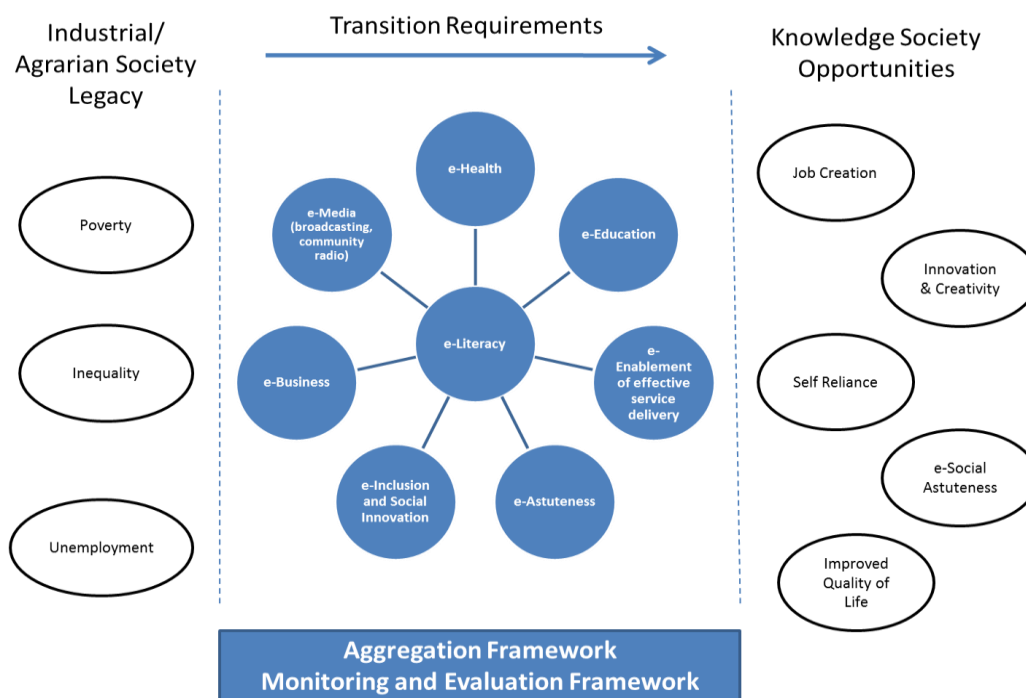 Industrial/
Agrarian Society
Legacy
Transition Requirements
Knowledge Society
Opportunities
Poverty
Inequality
Unemployment
e-Health
e-Media
(broadcasting,
community
radio)
e-Education
e-Literacy
e-Business
e-
Enablement
of effective
service
delivery
e-Inclusion
and Social
Innovation
e-Astuteness
Job Creation
Innovation
& Creativity
Self Reliance
e-Social
Astuteness
Improved
Quality of
Life
Aggregation Framework
Monitoring and Evaluation Framework